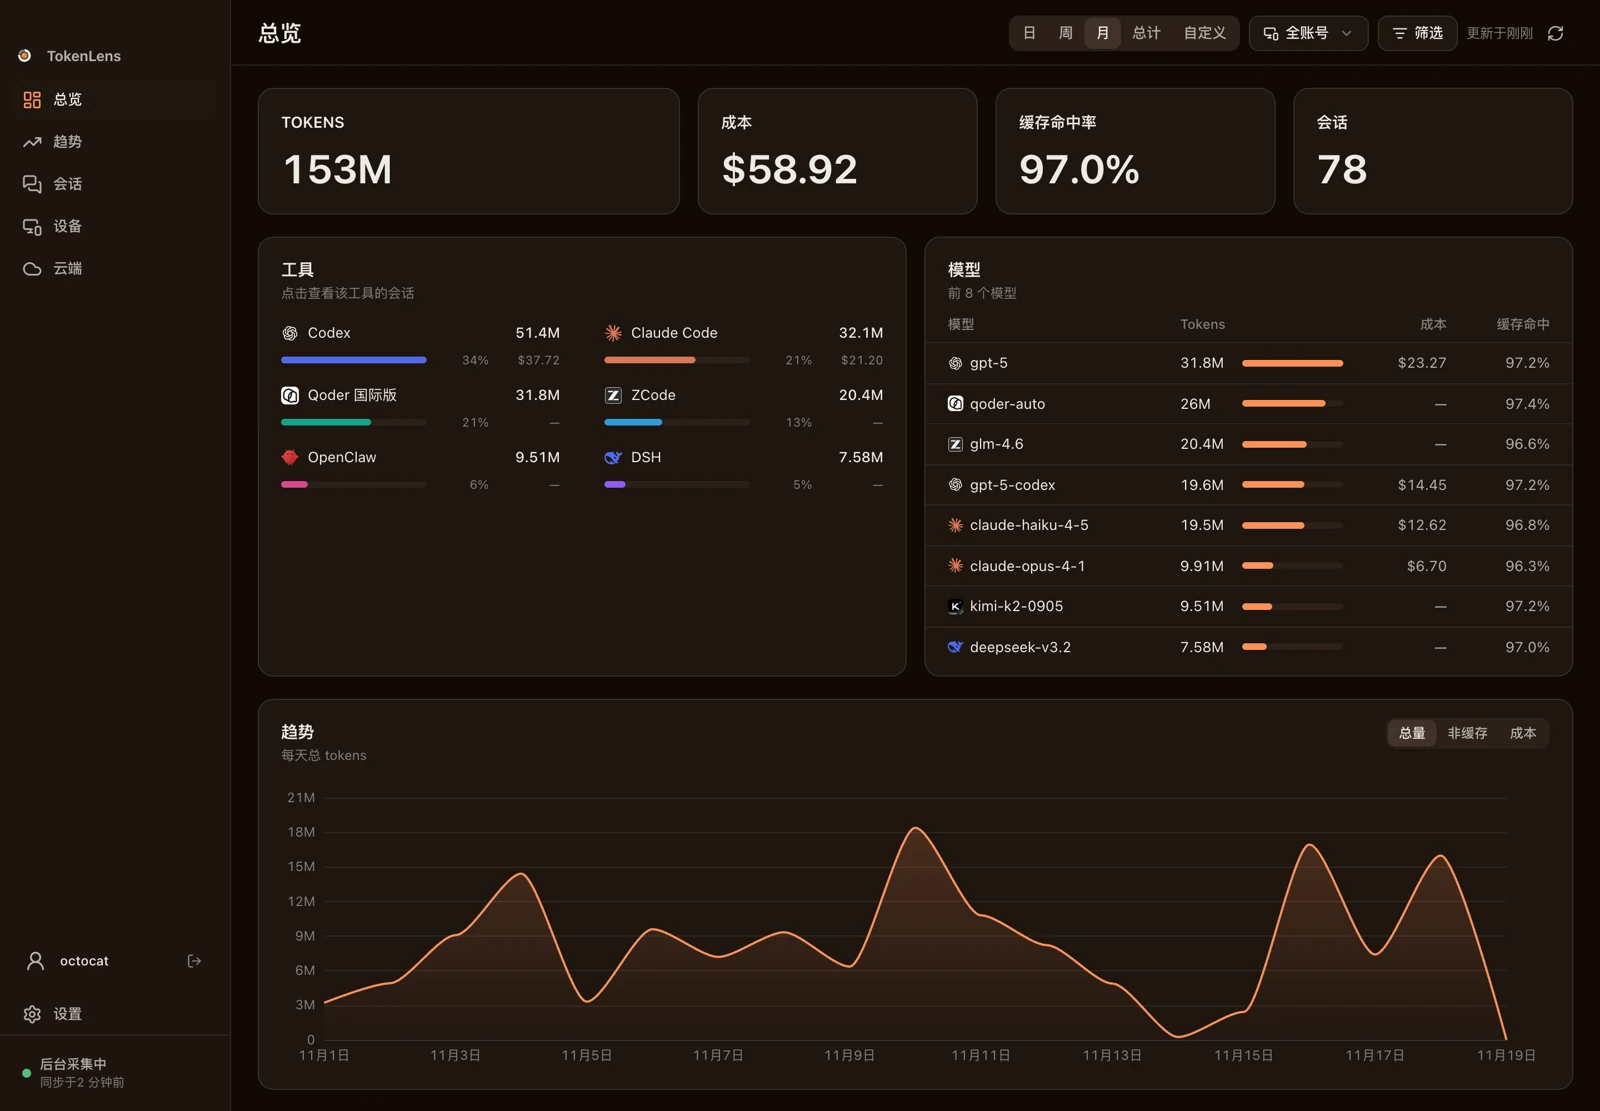 TokenLens
总览
趋势
会话
设备
云端
octocat
设置
后台采集中
同步于2 分钟前
总览
日 周 月 总计 自定义
全账号
筛选
更新于刚刚
TOKENS
153M
成本
$58.92
缓存命中率
97.0%
会话
78
工具
点击查看该工具的会话
Codex 51.4M
34% $37.72
Claude Code 32.1M
21% $21.20
Qoder 国际版 31.8M
21% —
ZCode 20.4M
13% —
OpenClaw 9.51M
6% —
DSH 7.58M
5% —
模型
前 8 个模型
模型 Tokens 成本 缓存命中
gpt-5 31.8M $23.27 97.2%
qoder-auto 26M — 97.4%
glm-4.6 20.4M — 96.6%
gpt-5-codex 19.6M $14.45 97.2%
claude-haiku-4-5 19.5M $12.62 96.8%
claude-opus-4-1 9.91M $6.70 96.3%
kimi-k2-0905 9.51M — 97.2%
deepseek-v3.2 7.58M — 97.0%
趋势
每天总 tokens
总量 非缓存 成本
21M
18M
15M
12M
9M
6M
3M
0
11月1日 11月3日 11月5日 11月7日 11月9日 11月11日 11月13日 11月15日 11月17日 11月19日